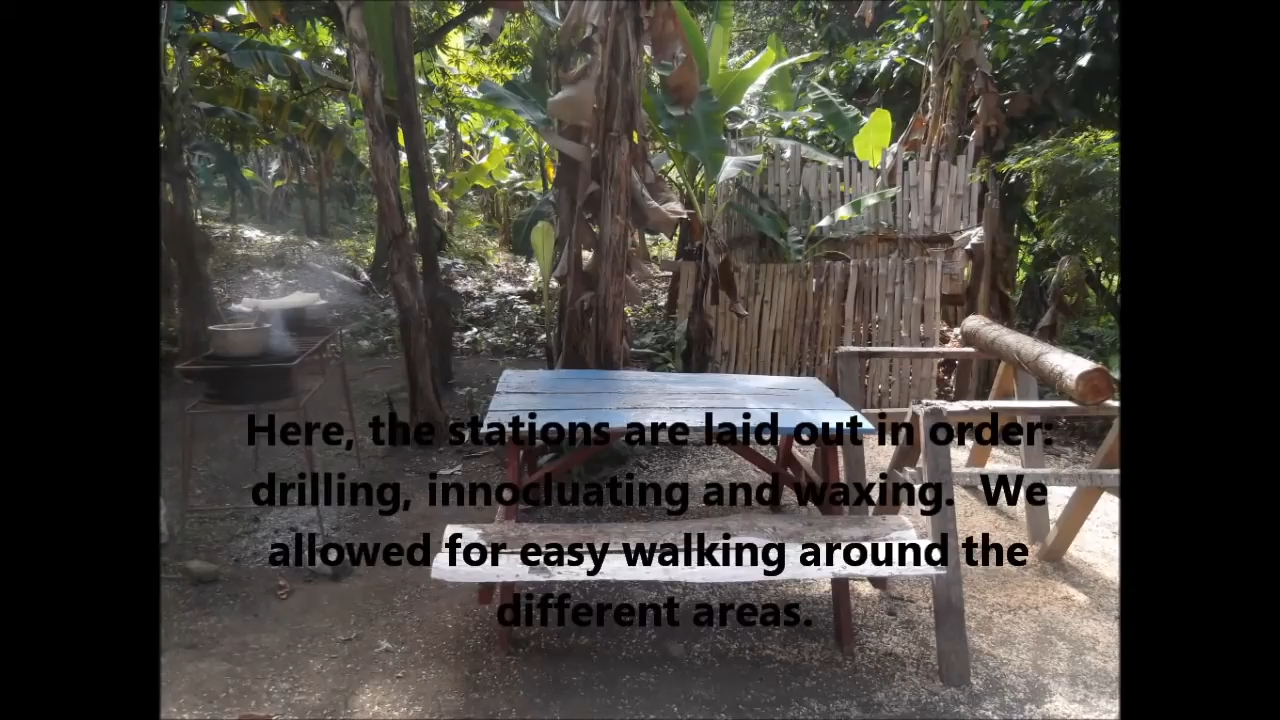 Here, the stations are laid out in order:
drilling, innocluating and waxing.  We
allowed for easy walking around the
different areas.